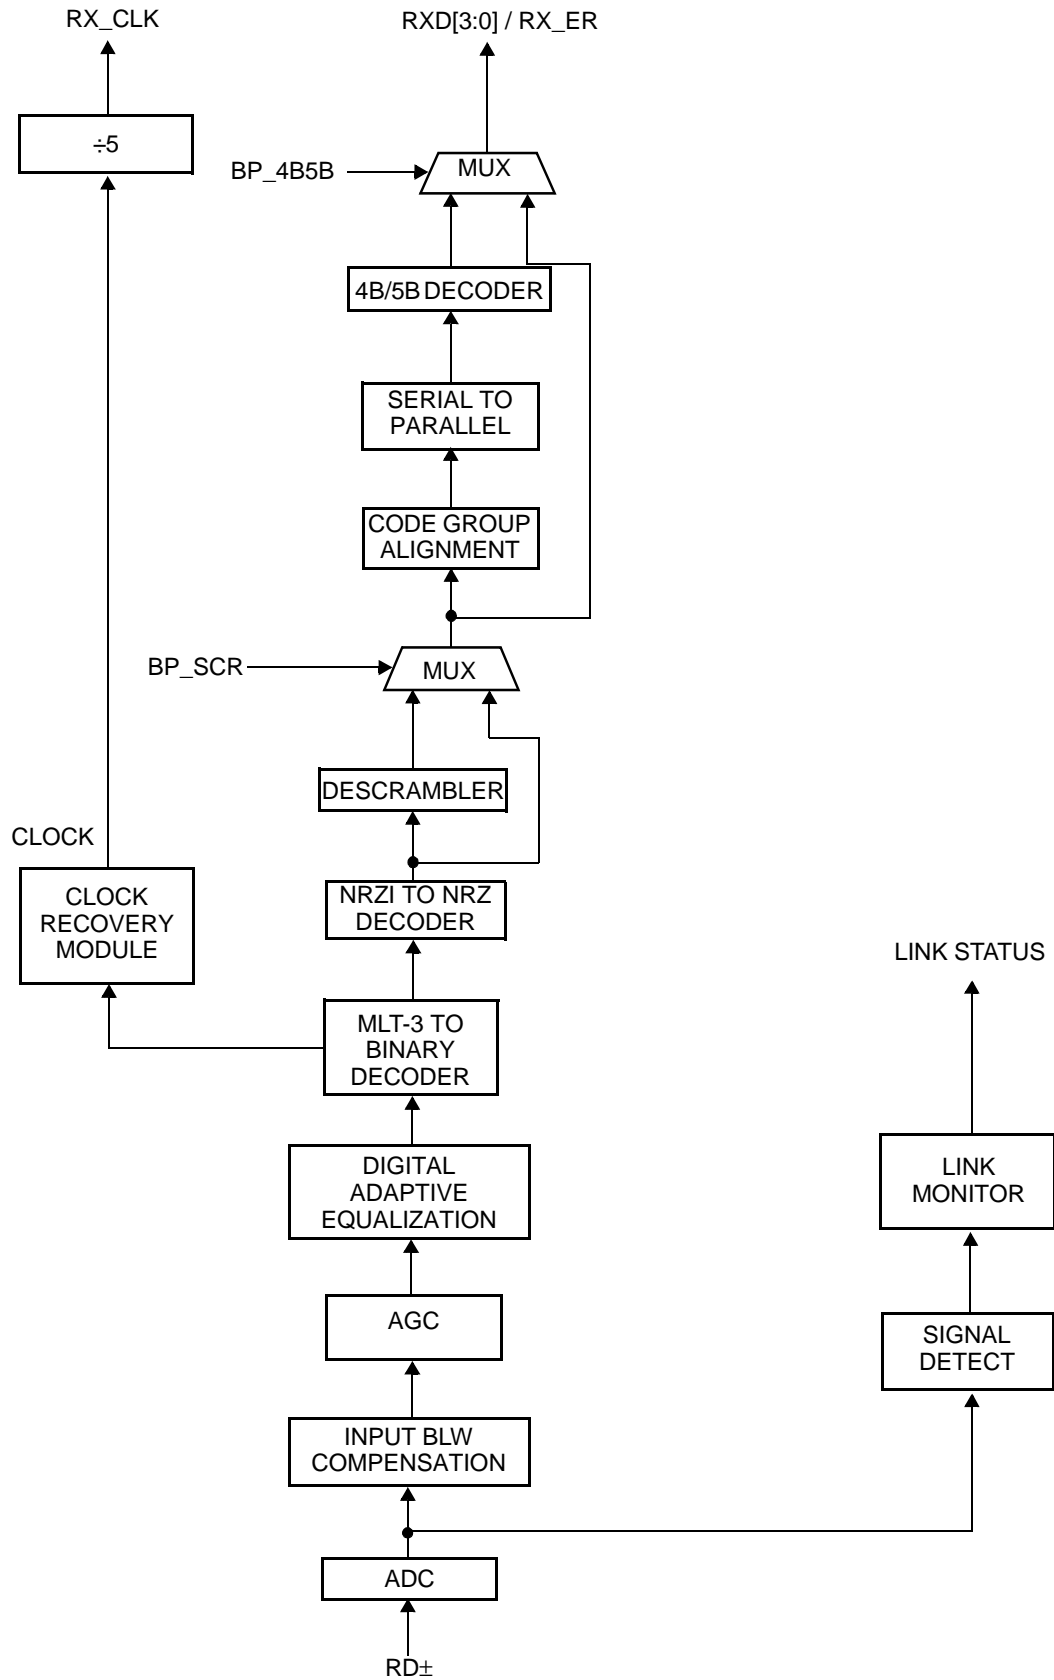 RX_CLK
RXD[3:0] / RX_ER
÷5
BP_4B5B
MUX
4B/5B DECODER
SERIAL TO
PARALLEL
CODE GROUP
ALIGNMENT
BP_SCR
MUX
DESCRAMBLER
CLOCK
CLOCK
RECOVERY
MODULE
NRZI TO NRZ
DECODER
LINK STATUS
MLT-3 TO
BINARY
DECODER
DIGITAL
ADAPTIVE
EQUALIZATION
LINK
MONITOR
AGC
SIGNAL
DETECT
INPUT BLW
COMPENSATION
ADC
RD±